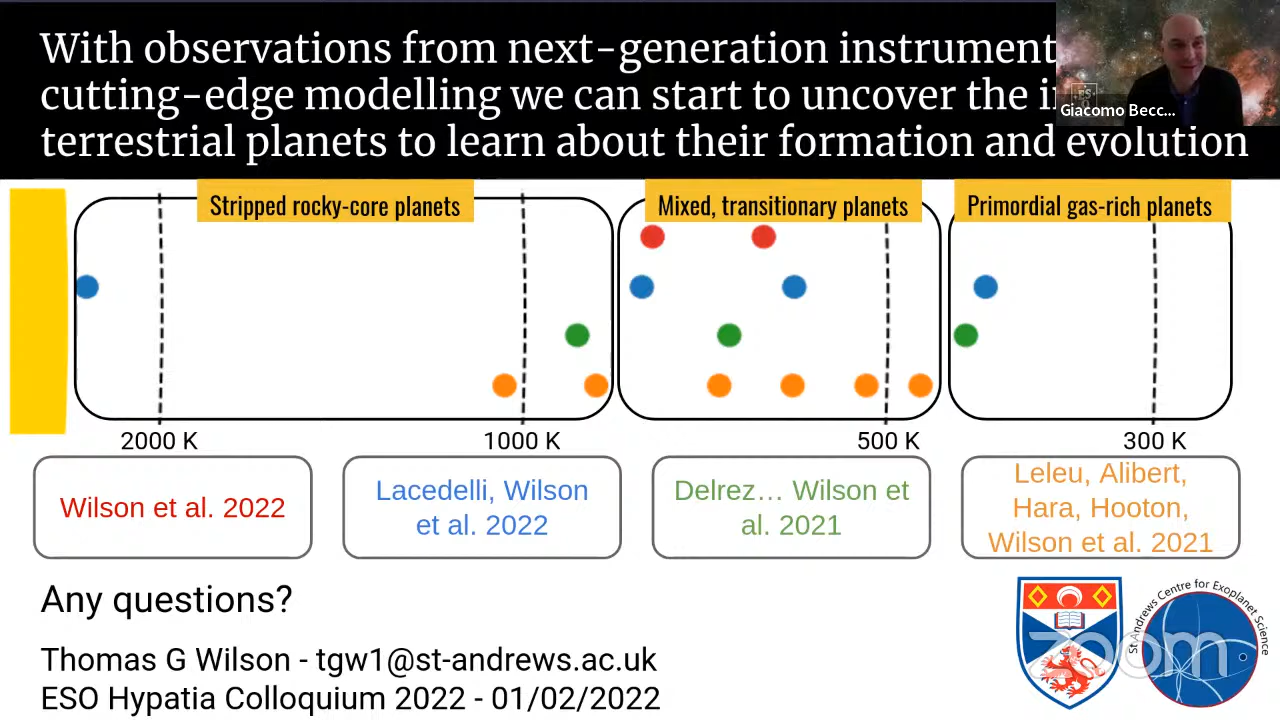 With observations from next-generation instrument
cutting-edge modelling we can start to uncover the
terrestrial planets to learn about their formation and evolution
Giacomo Becc...
Stripped rocky-core planets
Mixed, transitionary planets
Primordial gas-rich planets
2000 K
1000 K
500 K
300 K
Wilson et al. 2022
Lacedelli, Wilson
et al. 2022
Delrez… Wilson et
al. 2021
Leleu, Alibert,
Hara, Hooton,
Wilson et al. 2021
Any questions?
Thomas G Wilson - tgw1@st-andrews.ac.uk
ESO Hypatia Colloquium 2022 - 01/02/2022
St Andrews Centre for Exoplanet Science
zoom